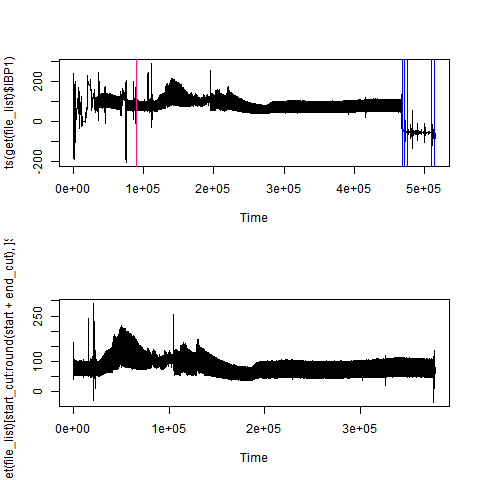 ts(get(file_list)$IBP1)
200
0
-200
0e+00 1e+05 2e+05 3e+05 4e+05 5e+05
Time
et(file_list)[start_cut:round(start + end_cut), ]$
250
100
0
0e+00 1e+05 2e+05 3e+05
Time